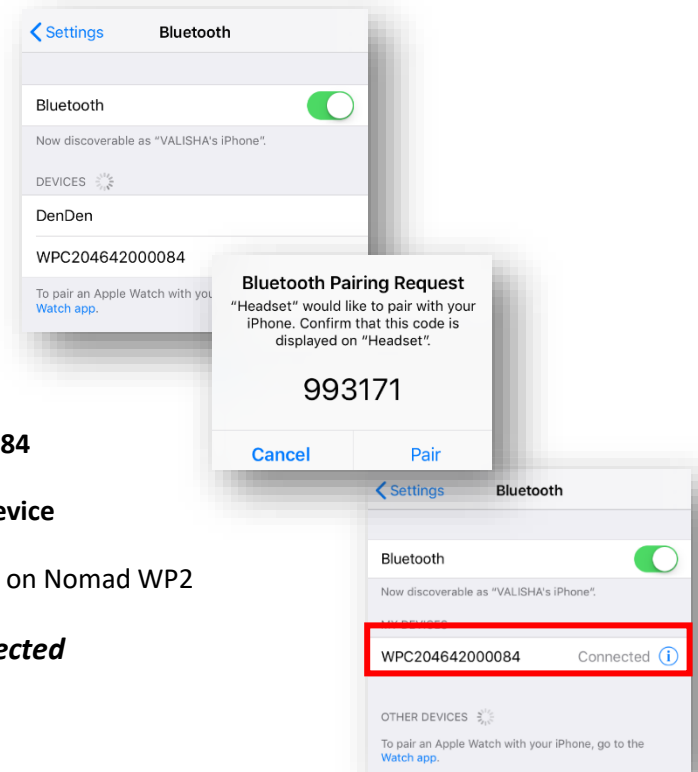 Settings Bluetooth
Bluetooth
Now discoverable as “VALISHA's iPhone”.
DEVICES
DenDen
WPC204642000084
To pair an Apple Watch with
Watch app.
Bluetooth Pairing Request
“Headset” would like to pair with your
iPhone. Confirm that this code is
displayed on “Headset”.
993171
Cancel Pair
84
evice
on Nomad WP2
ected
Settings Bluetooth
Bluetooth
Now discoverable as “VALISHA's iPhone”.
MY DEVICES
WPC204642000084 Connected
OTHER DEVICES
To pair an Apple Watch with your iPhone, go to the
Watch app.